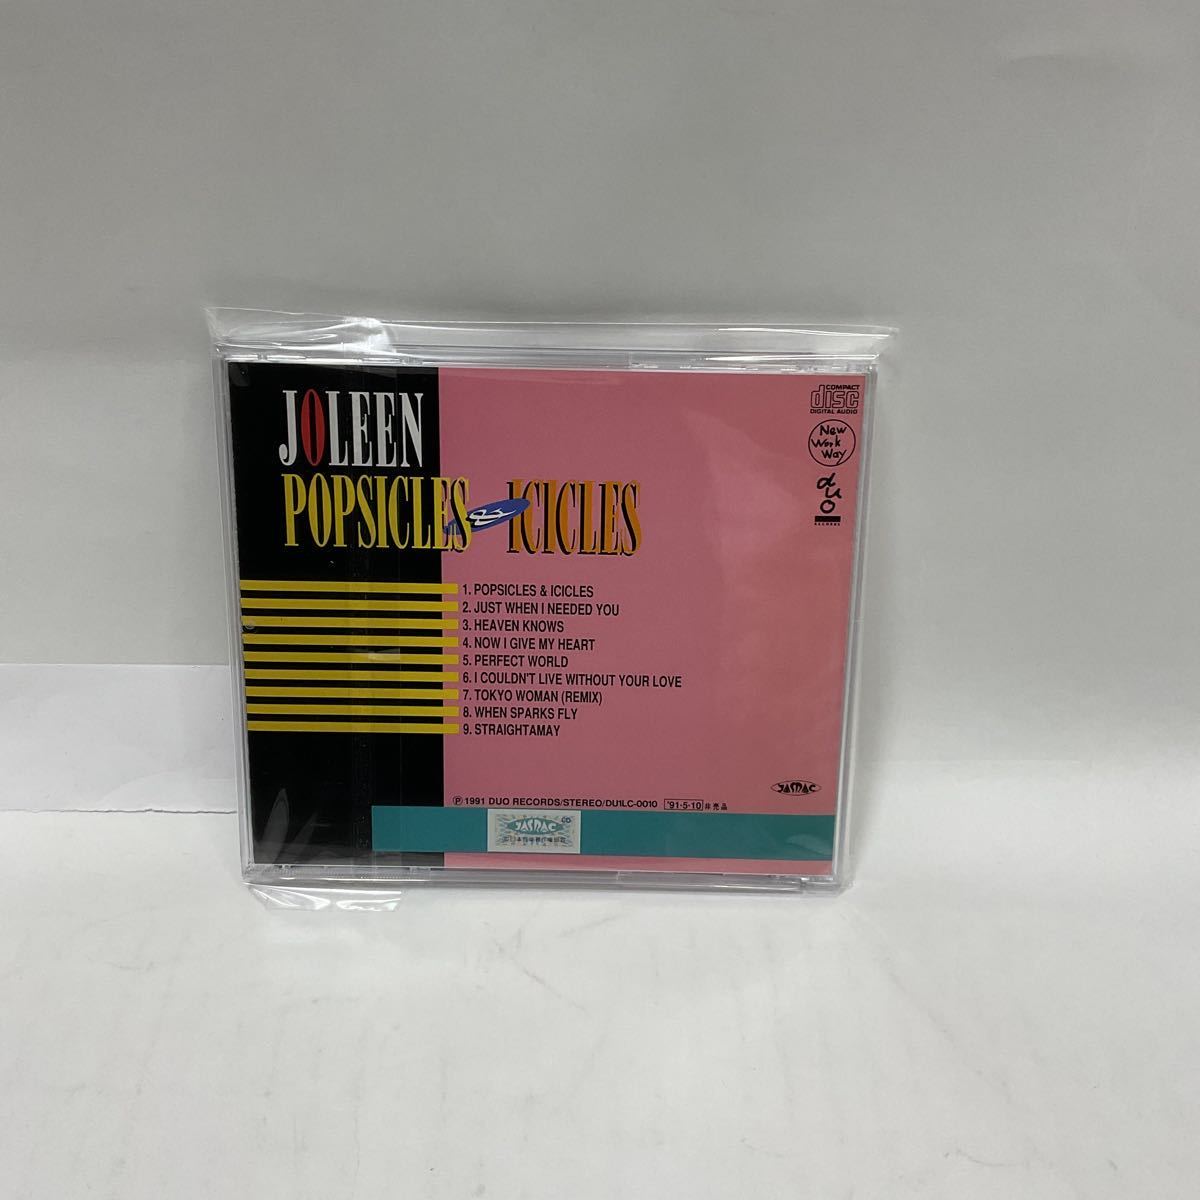 JOLEEN
POPSICLES & ICICLES
COMPACT
disc
DIGITAL AUDIO
New
Work
Way
duo
RECORDS
1. POPSICLES & ICICLES
2. JUST WHEN I NEEDED YOU
3. HEAVEN KNOWS
4. NOW I GIVE MY HEART
5. PERFECT WORLD
6. I COULDN'T LIVE WITHOUT YOUR LOVE
7. TOKYO WOMAN (REMIX)
8. WHEN SPARKS FLY
9. STRAIGHTAMAY
JASRAC
Ⓟ 1991 DUO RECORDS/STEREO/DU1LC-0010 '91·5·10 非売品
CD
JASRAC